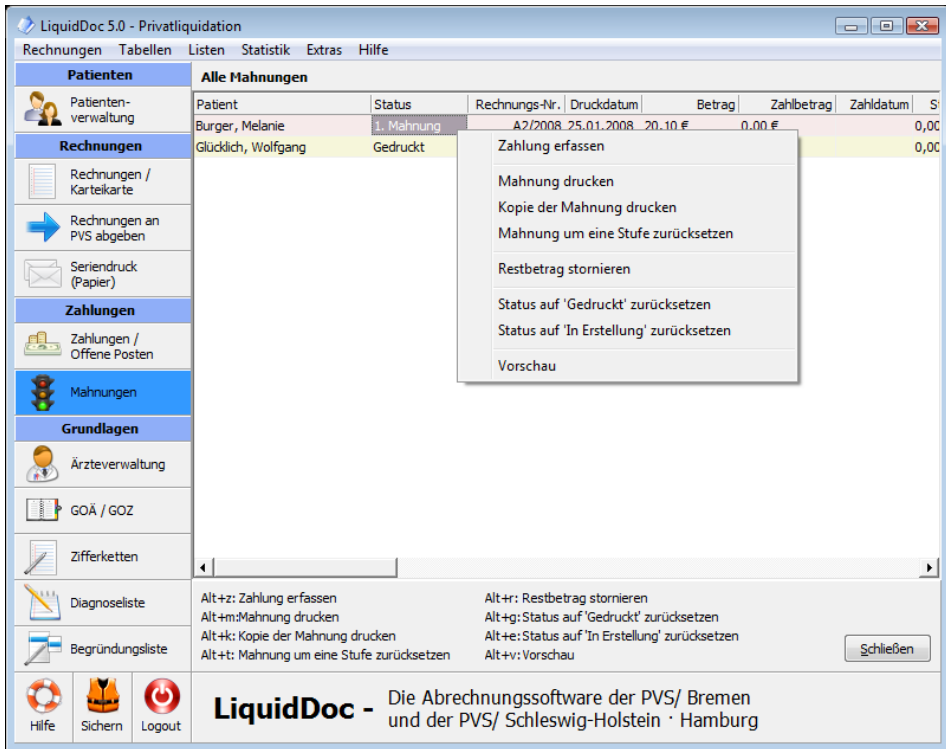 LiquidDoc 5.0 - Privatliquidation
Rechnungen Tabellen Listen Statistik Extras Hilfe
Patienten
Patienten-
verwaltung
Rechnungen
Rechnungen /
Karteikarte
Rechnungen an
PVS abgeben
Seriendruck
(Papier)
Zahlungen
Zahlungen /
Offene Posten
Mahnungen
Grundlagen
Ärzteverwaltung
GOÄ / GOZ
Zifferketten
Diagnoseliste
Begründungsliste
Hilfe Sichern Logout
Alle Mahnungen
Patient Status Rechnungs-Nr. Druckdatum Betrag Zahlbetrag Zahldatum S
Burger, Melanie 1. Mahnung A2/2008 25.01.2008 20,10 € 0,00 € 0,00
Glücklich, Wolfgang Gedruckt 0,00
Zahlung erfassen
Mahnung drucken
Kopie der Mahnung drucken
Mahnung um eine Stufe zurücksetzen
Restbetrag stornieren
Status auf 'Gedruckt' zurücksetzen
Status auf 'In Erstellung' zurücksetzen
Vorschau
Alt+z: Zahlung erfassen
Alt+m:Mahnung drucken
Alt+k: Kopie der Mahnung drucken
Alt+t: Mahnung um eine Stufe zurücksetzen
Alt+r: Restbetrag stornieren
Alt+g:Status auf 'Gedruckt' zurücksetzen
Alt+e:Status auf 'In Erstellung' zurücksetzen
Alt+v:Vorschau
Schließen
LiquidDoc - Die Abrechnungssoftware der PVS/ Bremen
und der PVS/ Schleswig-Holstein · Hamburg